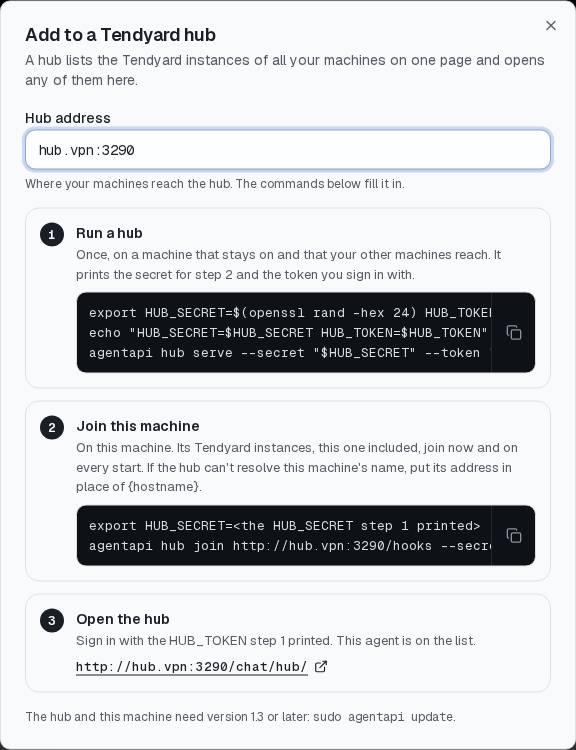 Add to a Tendyard hub
A hub lists the Tendyard instances of all your machines on one page and opens
any of them here.
Hub address
hub.vpn:3290
Where your machines reach the hub. The commands below fill it in.
1
Run a hub
Once, on a machine that stays on and that your other machines reach. It
prints the secret for step 2 and the token you sign in with.
export HUB_SECRET=$(openssl rand -hex 24) HUB_TOKEN
echo "HUB_SECRET=$HUB_SECRET HUB_TOKEN=$HUB_TOKEN"
agentapi hub serve --secret "$HUB_SECRET" --token
2
Join this machine
On this machine. Its Tendyard instances, this one included, join now and on
every start. If the hub can't resolve this machine's name, put its address in
place of {hostname}.
export HUB_SECRET=<the HUB_SECRET step 1 printed>
agentapi hub join http://hub.vpn:3290/hooks --secre
3
Open the hub
Sign in with the HUB_TOKEN step 1 printed. This agent is on the list.
http://hub.vpn:3290/chat/hub/
The hub and this machine need version 1.3 or later: sudo agentapi update.